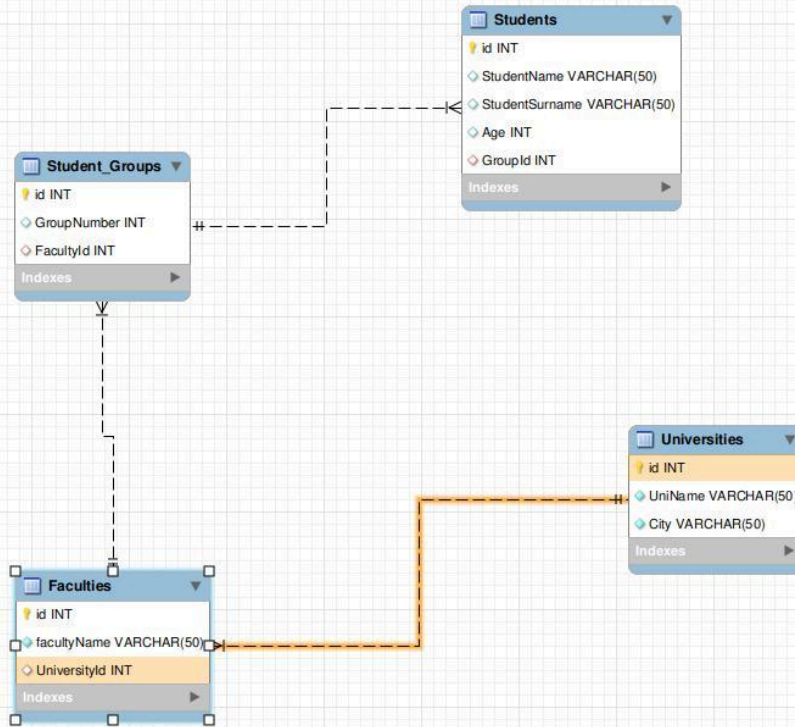 Students
id INT
StudentName VARCHAR(50)
StudentSurname VARCHAR(50)
Age INT
GroupId INT
Indexes
Student_Groups
id INT
GroupNumber INT
FacultyId INT
Indexes
Universities
id INT
UniName VARCHAR(50
City VARCHAR(50)
Indexes
Faculties
id INT
facultyName VARCHAR(50)
UniversityId INT
Indexes